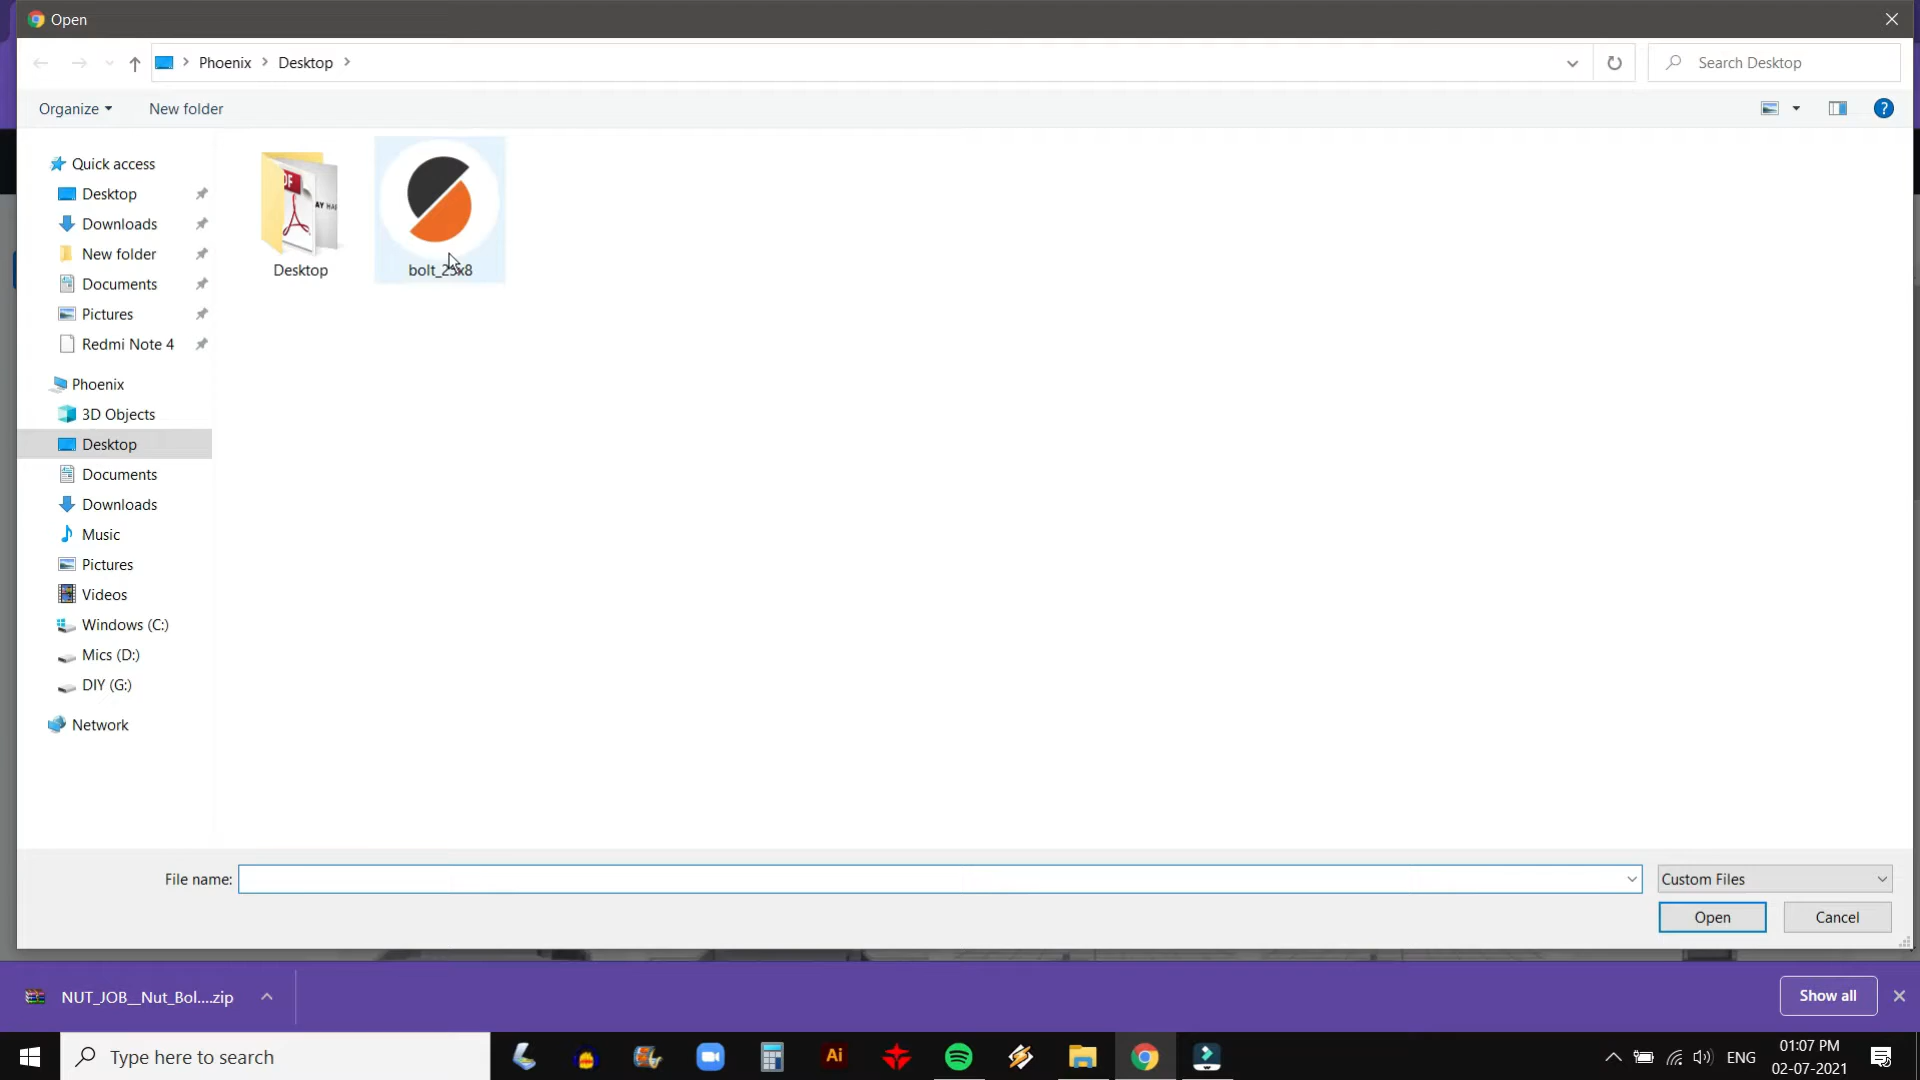 Open
Phoenix
Desktop
Search Desktop
Organize
New folder
Quick access
Desktop
Downloads
New folder
Documents
Pictures
Redmi Note 4
Phoenix
3D Objects
Desktop
Documents
Downloads
Music
Pictures
Videos
Windows (C:)
Mics (D:)
DIY (G:)
Network
Desktop
bolt_25x8
File name:
Custom Files
Open
Cancel
NUT_JOB__Nut_Bol....zip
Show all
Type here to search
Ai
ENG
01:07 PM
02-07-2021